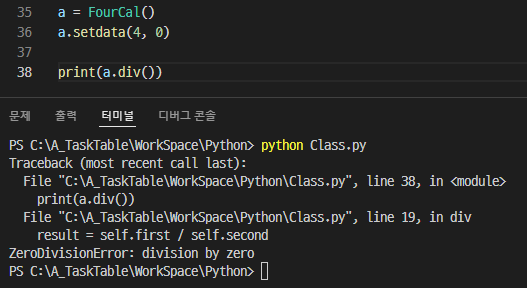 35 a = FourCal()
36 a.setdata(4, 0)
37
38 print(a.div())
문제 출력 터미널 디버그 콘솔
PS C:\A_TaskTable\WorkSpace\Python> python Class.py
Traceback (most recent call last):
  File "C:\A_TaskTable\WorkSpace\Python\Class.py", line 38, in <module>
    print(a.div())
  File "C:\A_TaskTable\WorkSpace\Python\Class.py", line 19, in div
    result = self.first / self.second
ZeroDivisionError: division by zero
PS C:\A_TaskTable\WorkSpace\Python>